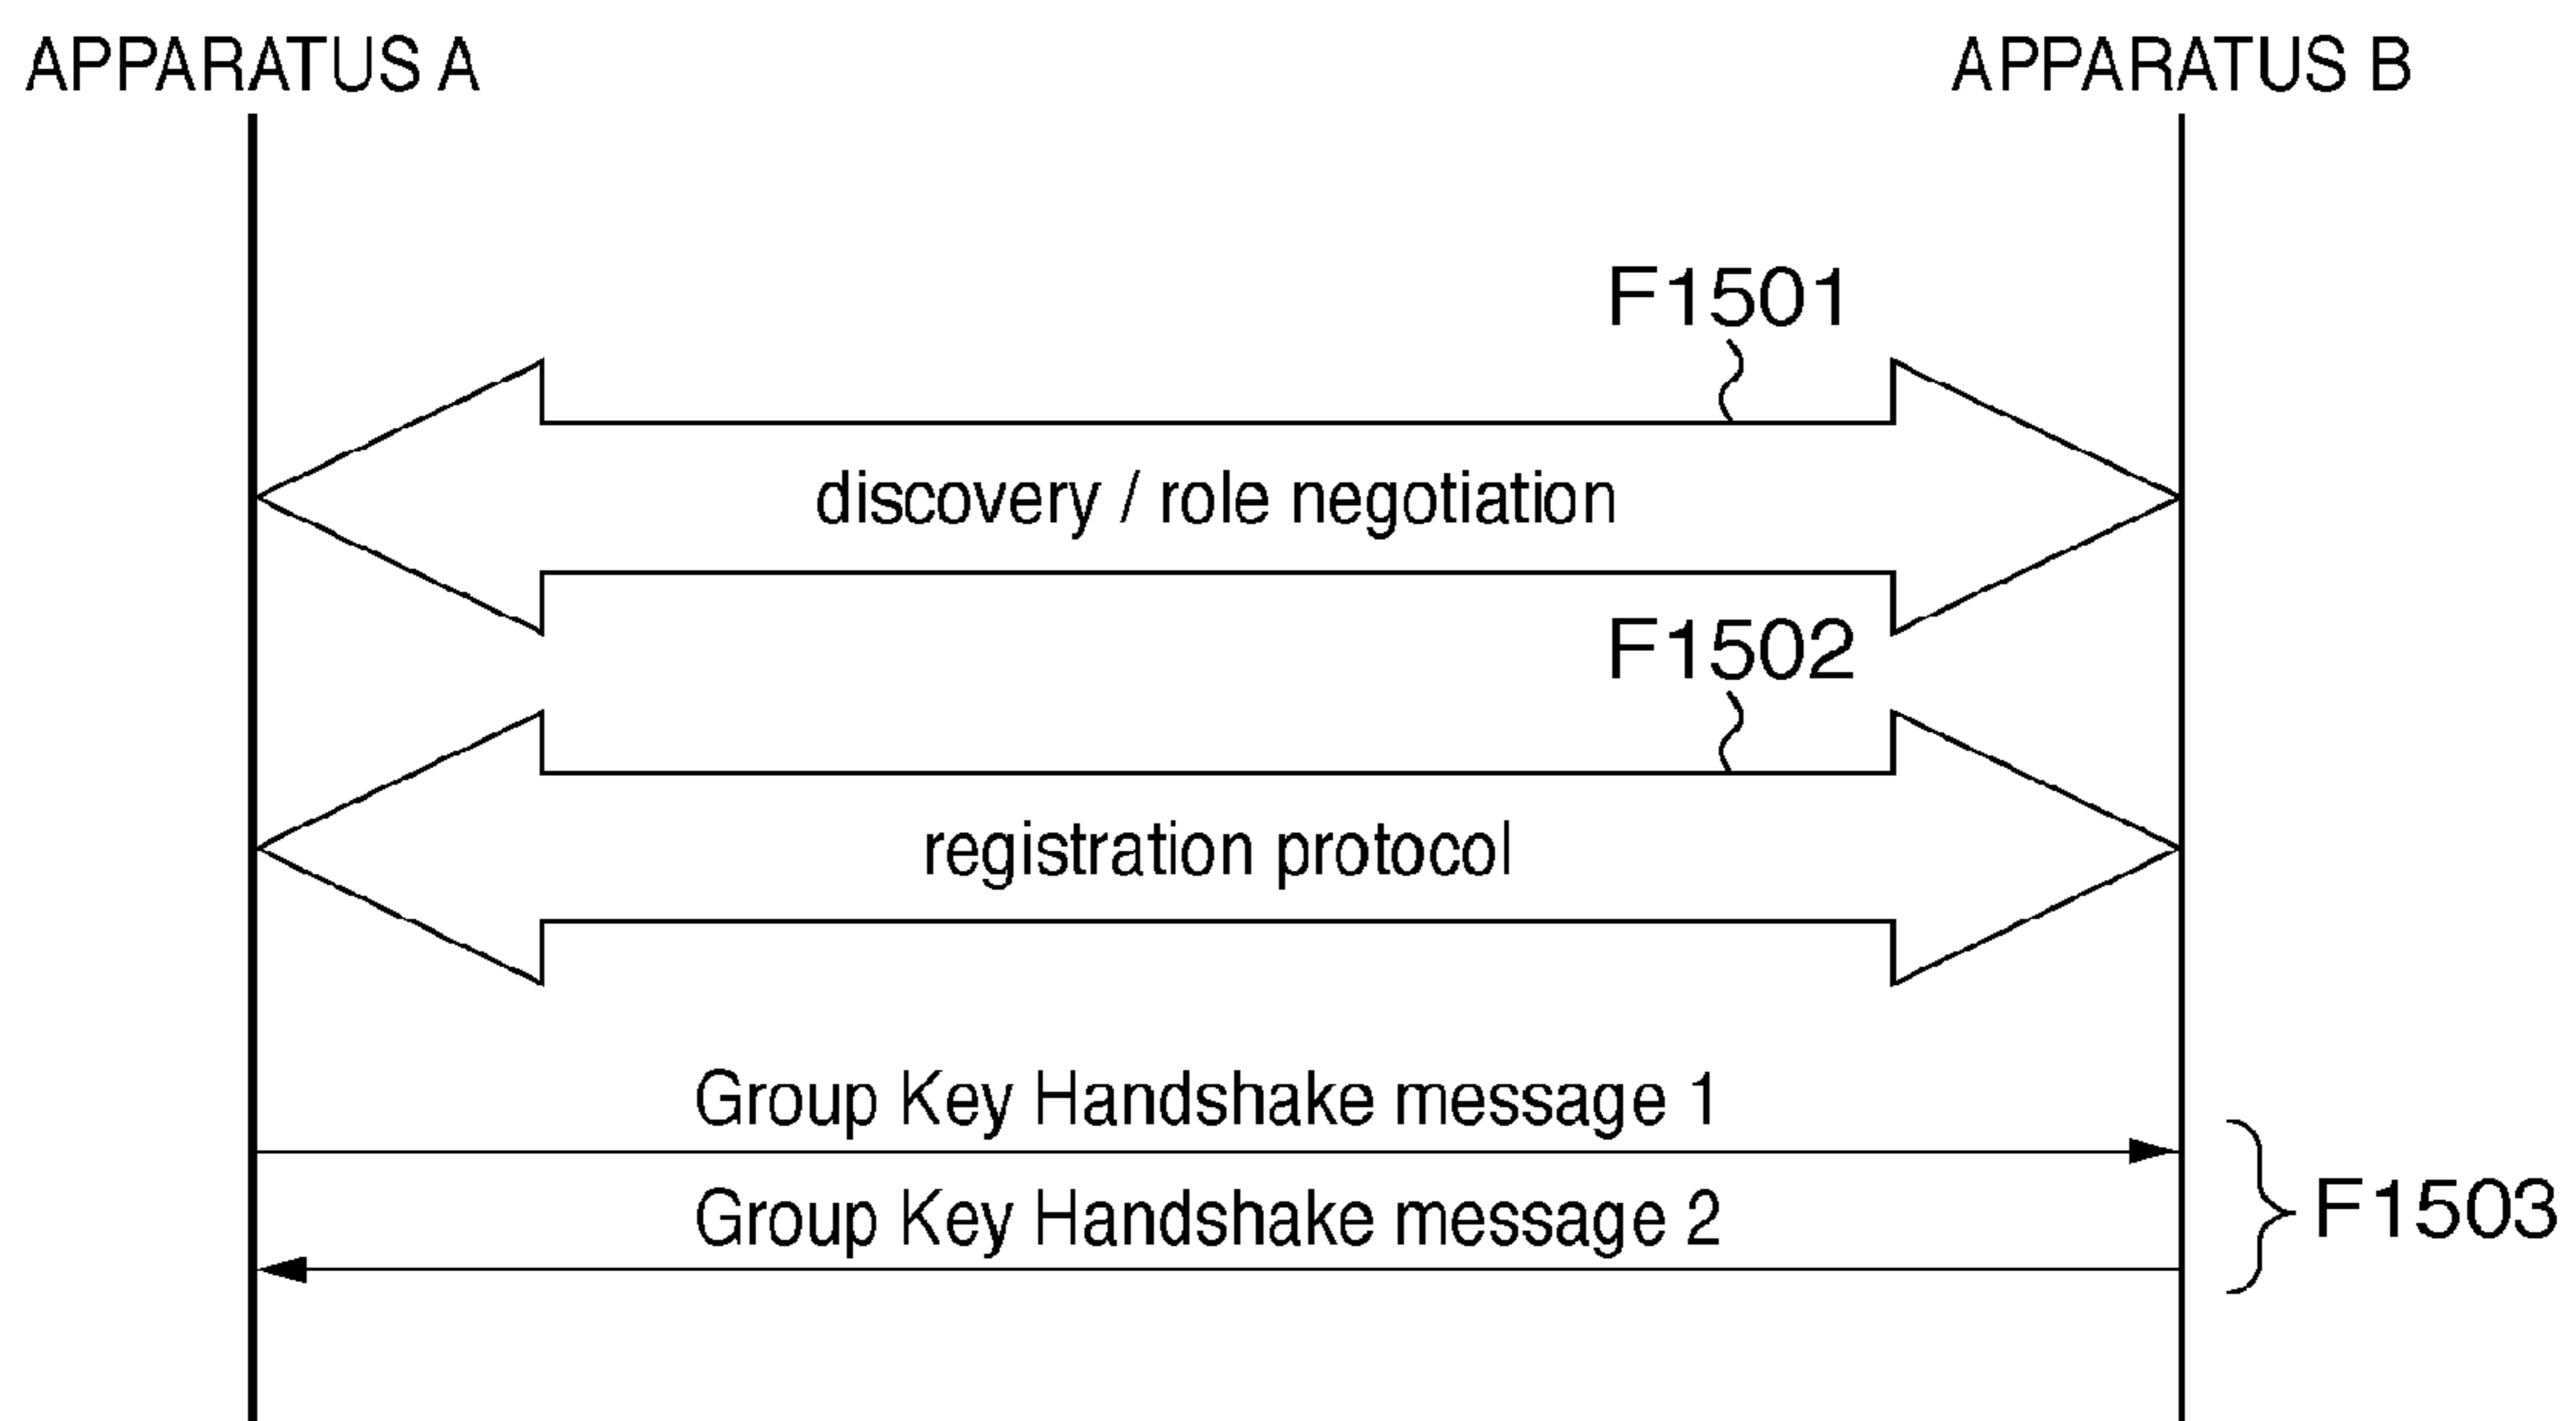 APPARATUS A
APPARATUS B
F1501
discovery / role negotiation
F1502
registration protocol
Group Key Handshake message 1
Group Key Handshake message 2
F1503